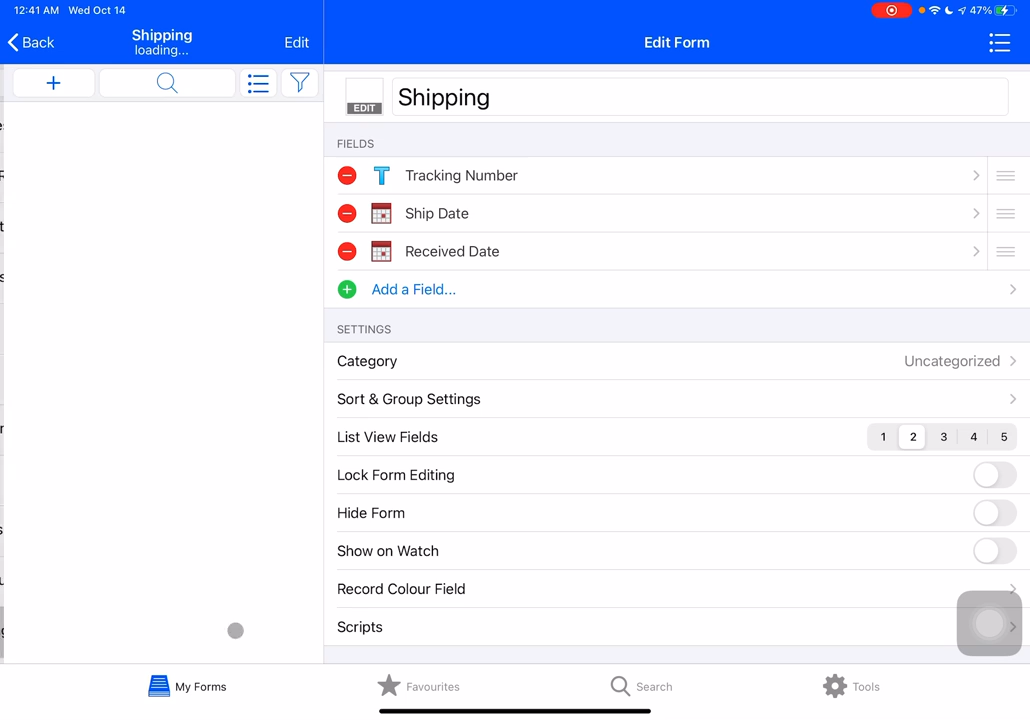 12:41 AM Wed Oct 14
47%
Back
Shipping
loading...
Edit
Edit Form
EDIT
Shipping
FIELDS
Tracking Number
Ship Date
Received Date
Add a Field...
SETTINGS
Category
Uncategorized
Sort & Group Settings
List View Fields
1 2 3 4 5
Lock Form Editing
Hide Form
Show on Watch
Record Colour Field
Scripts
My Forms
Favourites
Search
Tools